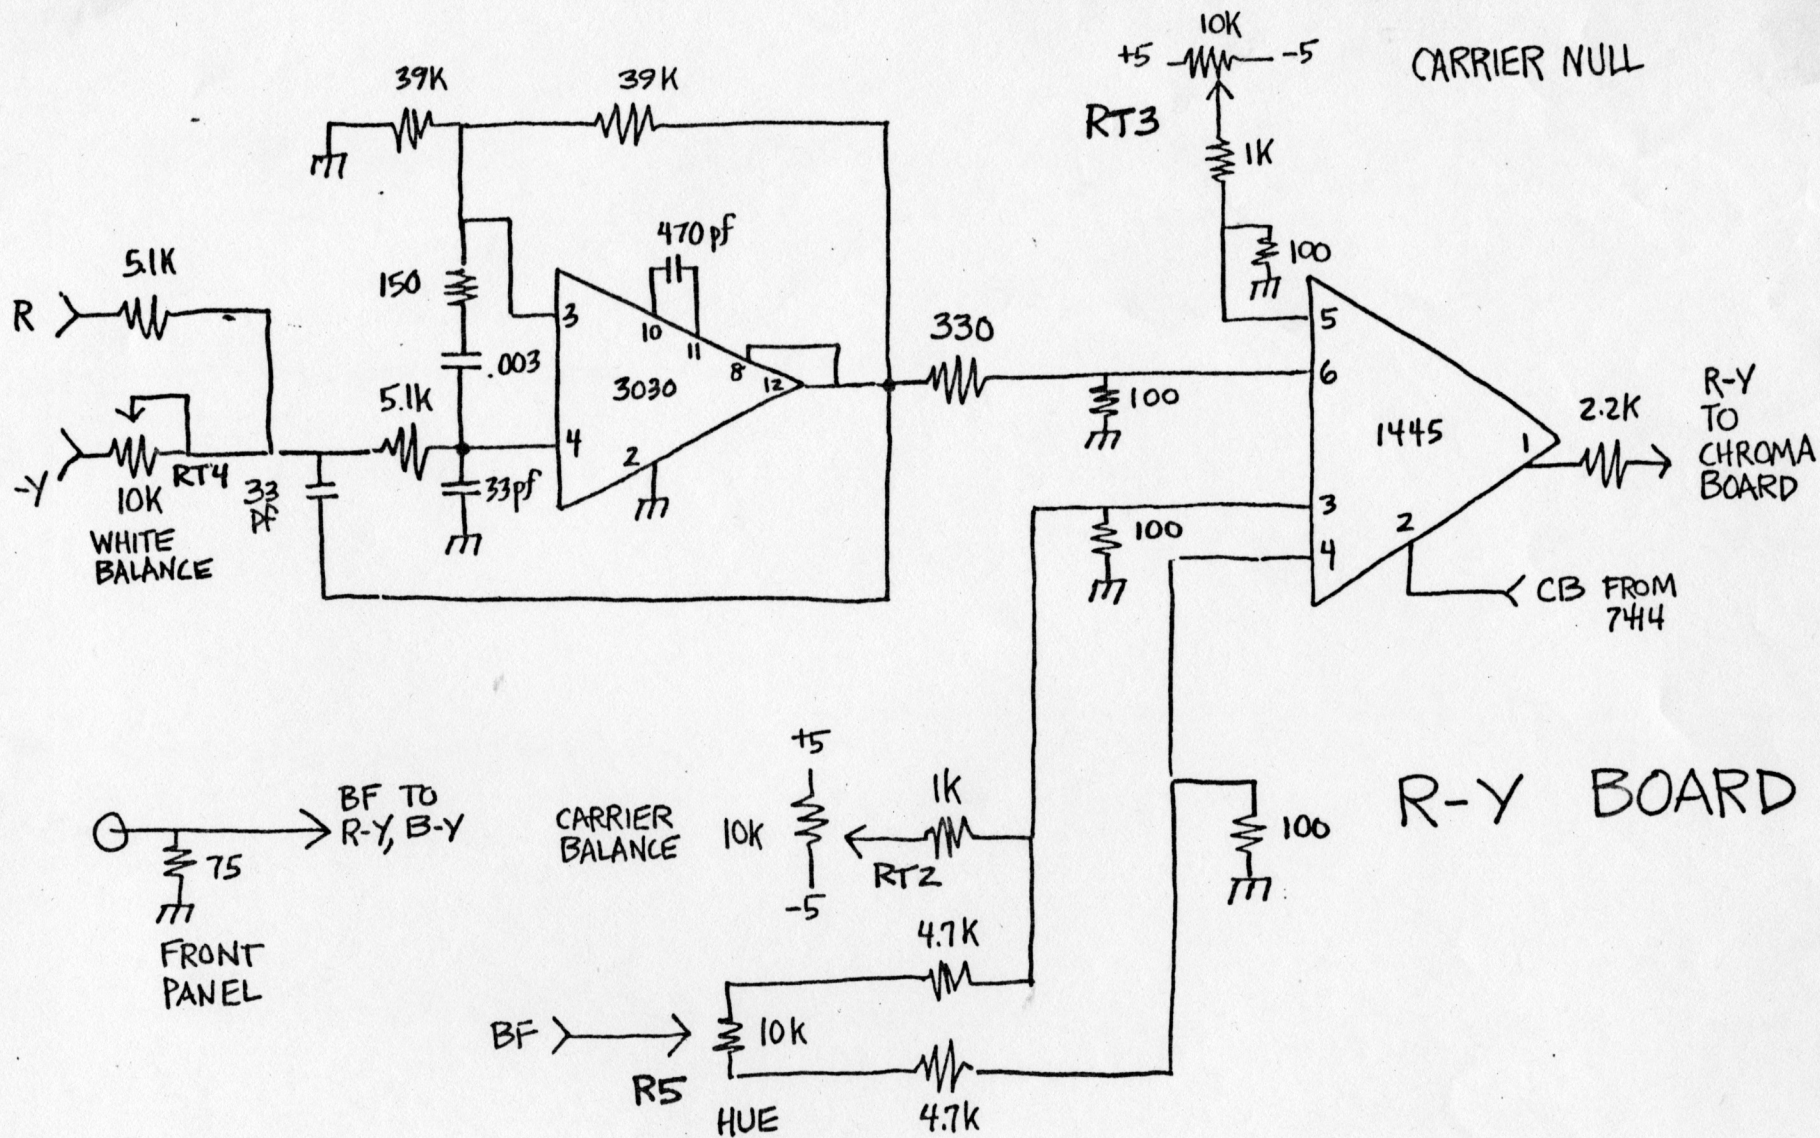 10K
+5
-5
CARRIER NULL
RT3
1K
100
39K
39K
470pf
5.1K
R
150
.003
5.1K
3
10
11
8
12
3030
4
2
330
100
5
6
1445
1
2.2K
R-Y
TO
CHROMA
BOARD
-Y
10K
RT4
33
pf
33pf
WHITE
BALANCE
100
3
4
2
CB FROM
7414
BF TO
R-Y, B-Y
75
FRONT
PANEL
+5
CARRIER
BALANCE
10K
-5
1K
RT2
100
R-Y BOARD
4.7K
BF
10K
R5
HUE
4.7K